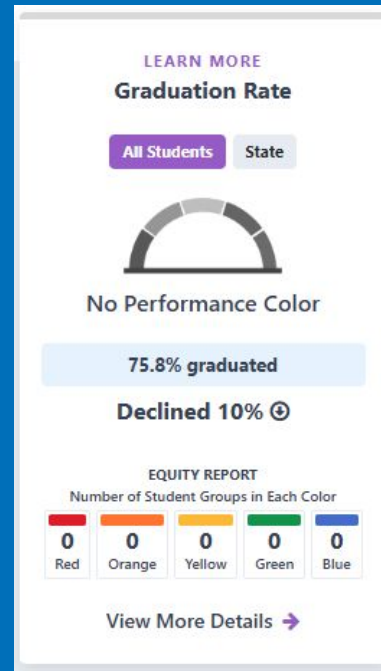 LEARN MORE
Graduation Rate
All Students State
No Performance Color
75.8% graduated
Declined 10%
EQUITY REPORT
Number of Student Groups in Each Color
0 0 0 0 0
Red Orange Yellow Green Blue
View More Details